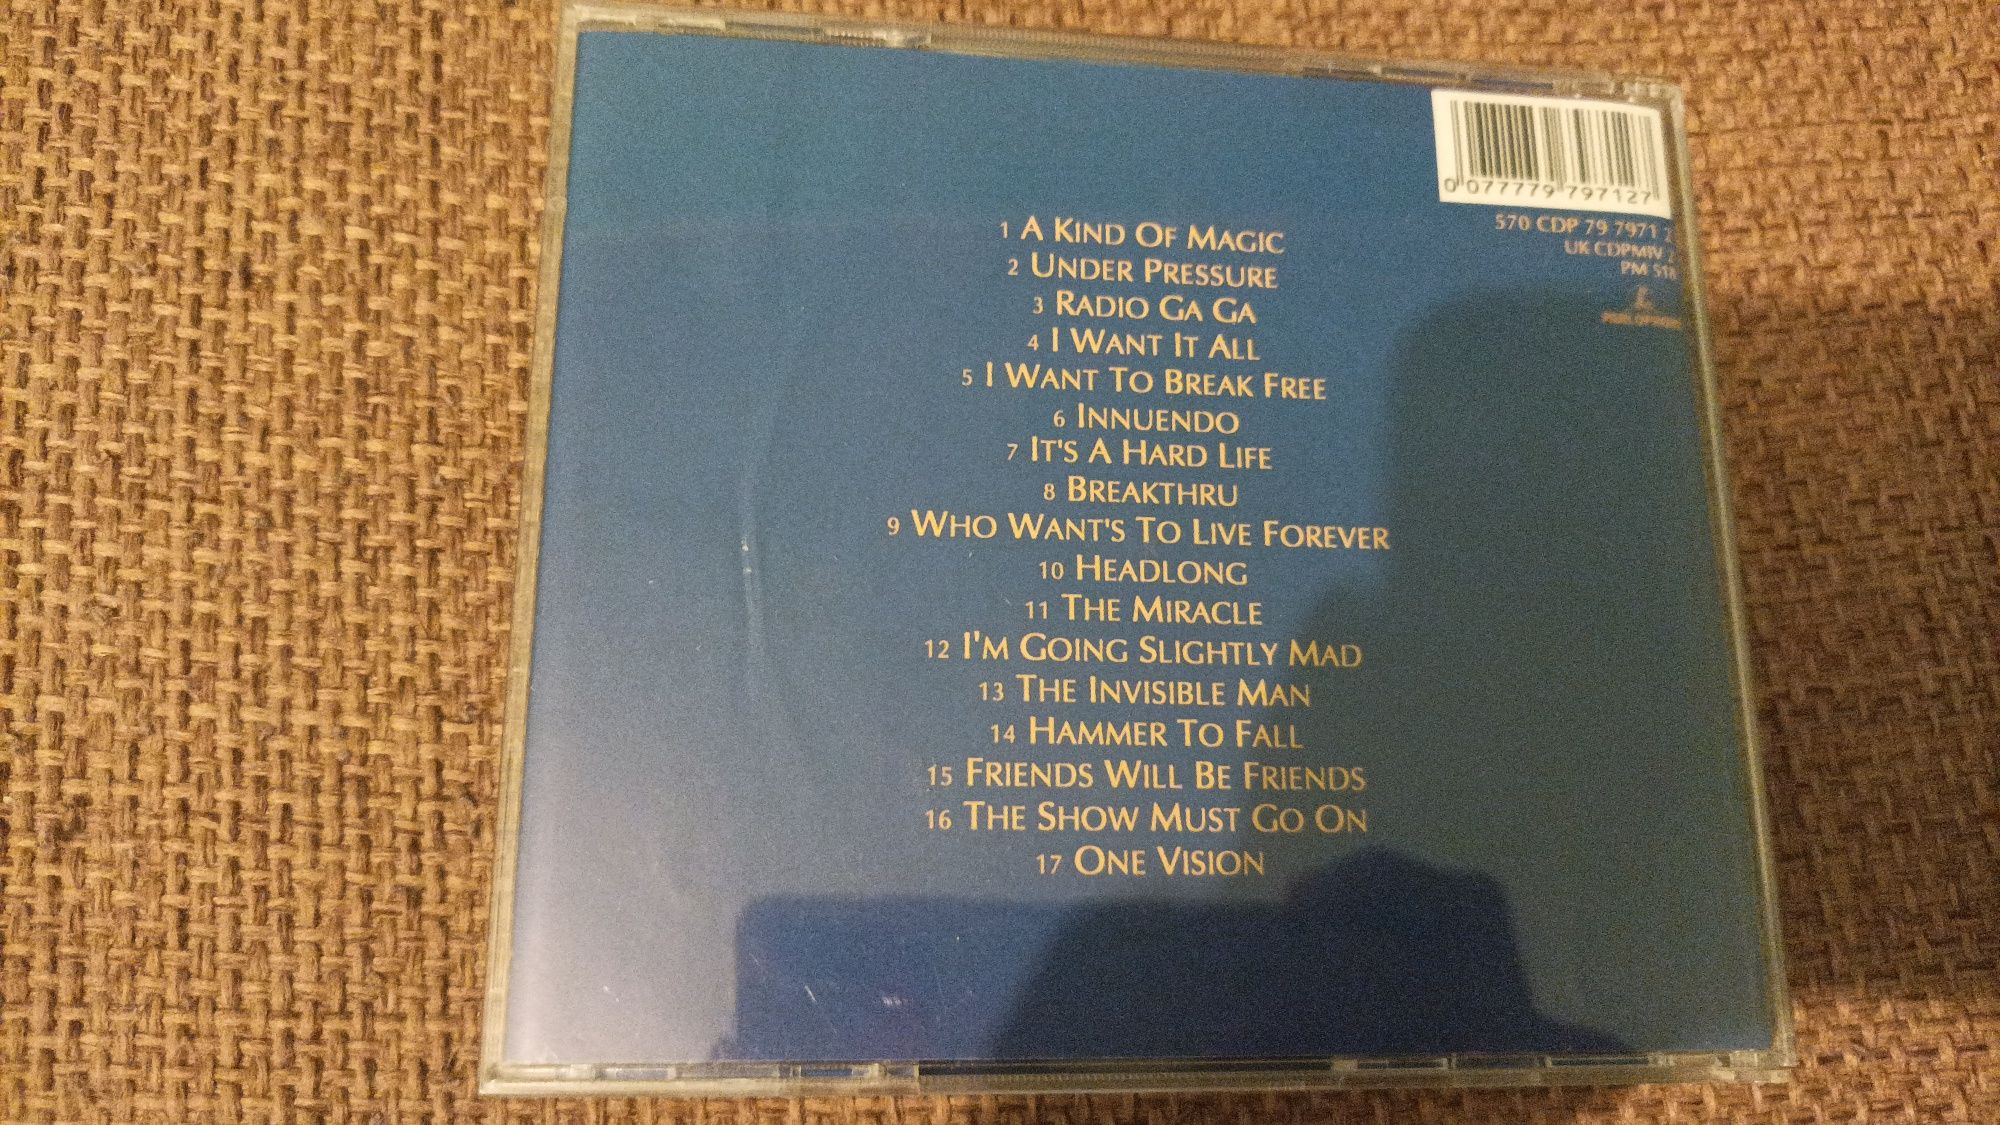 0 077779 797127
570 CDP 79 7971 2
UK CDPMTV 2
PM 518
PARLOPHONE
1 A KIND OF MAGIC
2 UNDER PRESSURE
3 RADIO GA GA
4 I WANT IT ALL
5 I WANT TO BREAK FREE
6 INNUENDO
7 IT'S A HARD LIFE
8 BREAKTHRU
9 WHO WANT'S TO LIVE FOREVER
10 HEADLONG
11 THE MIRACLE
12 I'M GOING SLIGHTLY MAD
13 THE INVISIBLE MAN
14 HAMMER TO FALL
15 FRIENDS WILL BE FRIENDS
16 THE SHOW MUST GO ON
17 ONE VISION